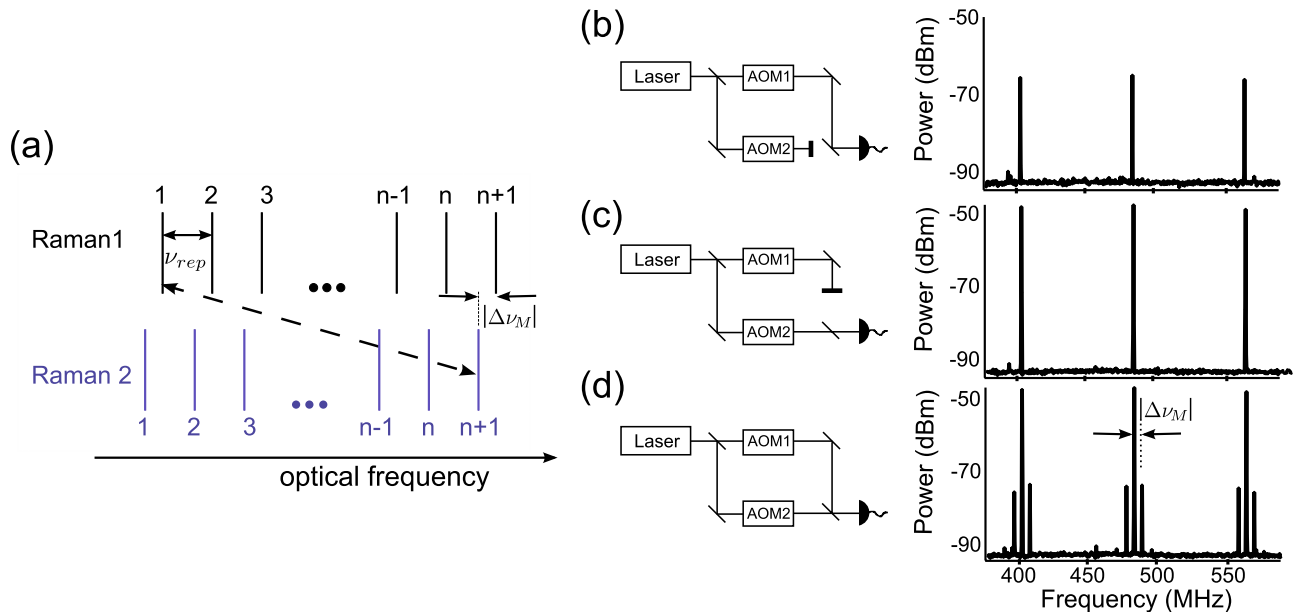 (a)
1 2 3 n-1 n n+1
Raman1
ν_rep
|Δν_M|
Raman 2
1 2 3 n-1 n n+1
optical frequency
(b)
Laser
AOM1
AOM2
Power (dBm)
-50
-70
-90
(c)
Laser
AOM1
AOM2
Power (dBm)
-50
-70
-90
(d)
Laser
AOM1
AOM2
Power (dBm)
-50
-70
-90
|Δν_M|
400 450 500 550
Frequency (MHz)